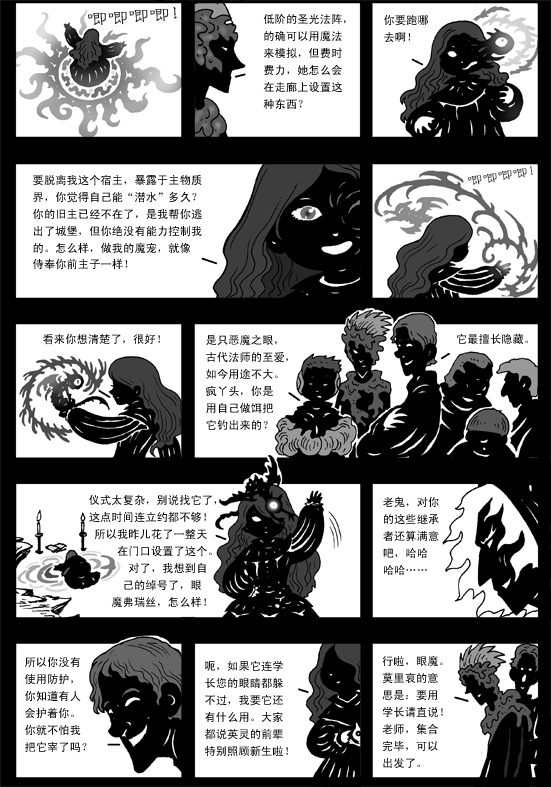 唧唧唧唧！
低阶的圣光法阵，
的确可以用魔法
来模拟，但费时
费力，她怎么会
在走廊上设置这
种东西？
你要跑哪
去啊！
要脱离我这个宿主，暴露于主物质
界，你觉得自己能“潜水”多久？
你的旧主已经不在了，是我帮你逃
出了城堡，但你绝没有能力控制我
的。怎么样，做我的魔宠，就像
侍奉你前主子一样！
唧唧唧唧！
看来你想清楚了，很好！
是只恶魔之眼，
古代法师的至爱，
如今用途不大。
疯丫头，你是
用自己做饵把
它钓出来的？
它最擅长隐藏。
仪式太复杂，别说找它了，
这点时间连立约都不够！
所以我昨儿花了一整天
在门口设置了这个。
对了，我想到自
己的绰号了，眼
魔弗瑞丝，怎么样！
老鬼，对你
的这些继承
者还算满意
吧，哈哈
哈哈……
所以你没有
使用防护，
你知道有人
会护着你。
你就不怕我
把它宰了吗？
呃，如果它连学
长您的眼睛都躲
不过，我要它还
有什么用。大家
都说英灵的前辈
特别照顾新生啦！
行啦，眼魔。
莫里哀的意
思是：要用
学长请直说！
老师，集合
完毕，可以
出发了。